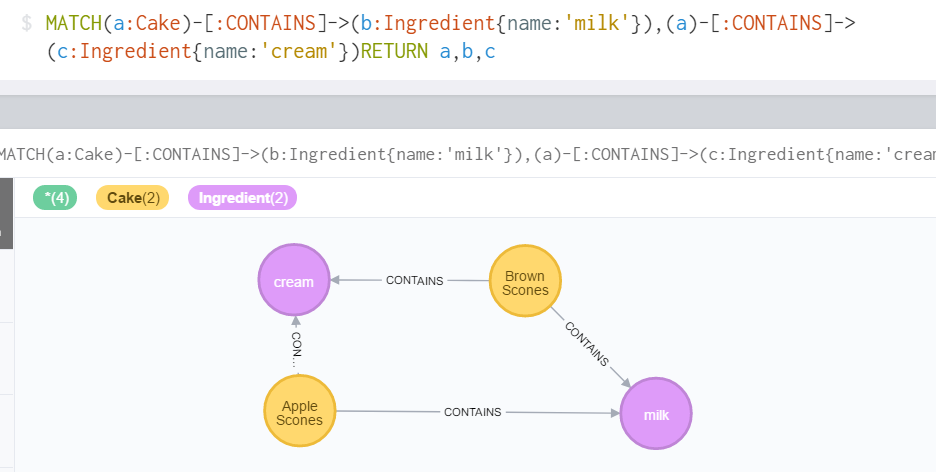 $ MATCH(a:Cake)-[:CONTAINS]->(b:Ingredient{name:'milk'}),(a)-[:CONTAINS]->
(c:Ingredient{name:'cream'})RETURN a,b,c
MATCH(a:Cake)-[:CONTAINS]->(b:Ingredient{name:'milk'}),(a)-[:CONTAINS]->(c:Ingredient{name:'cream
*(4) Cake(2) Ingredient(2)
cream
CONTAINS
Brown
Scones
CONTAINS
CON...
Apple
Scones
CONTAINS
milk